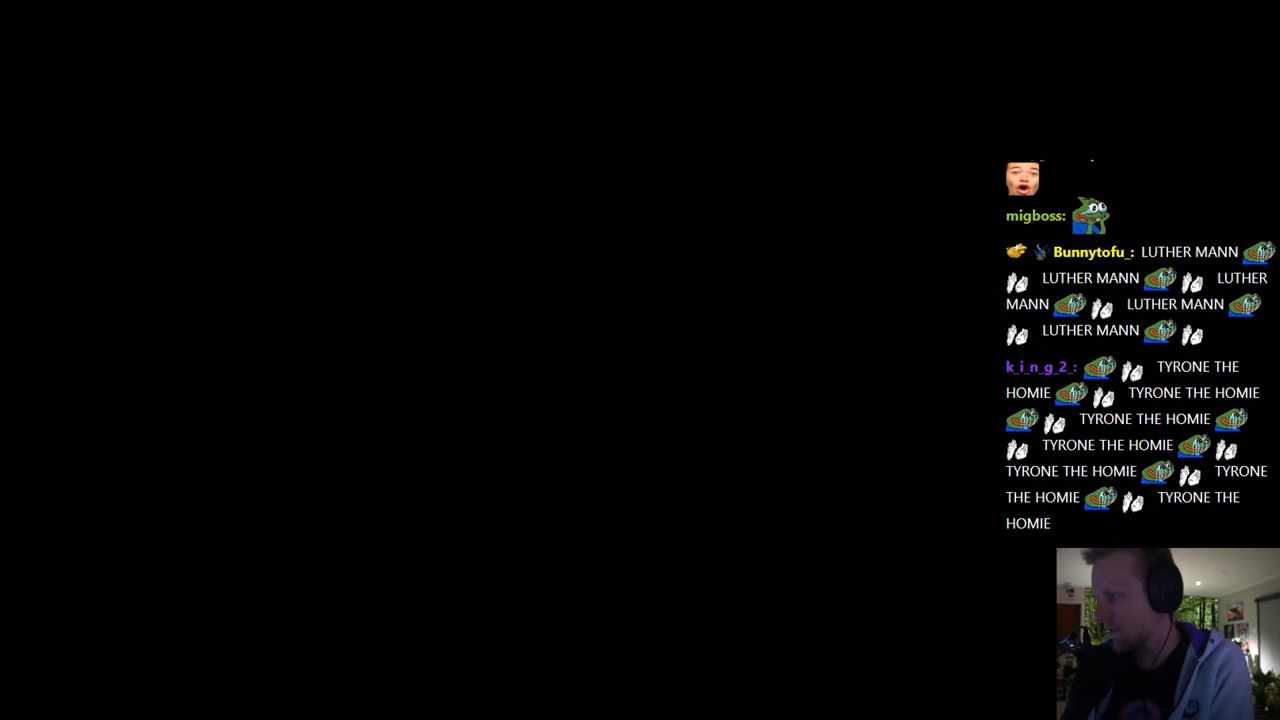 migboss:
Bunnytofu_: LUTHER MANN
LUTHER MANN LUTHER
MANN LUTHER MANN
LUTHER MANN
k_i_n_g_2_: TYRONE THE
HOMIE TYRONE THE HOMIE
TYRONE THE HOMIE
TYRONE THE HOMIE
TYRONE THE HOMIE TYRONE
THE HOMIE TYRONE THE
HOMIE